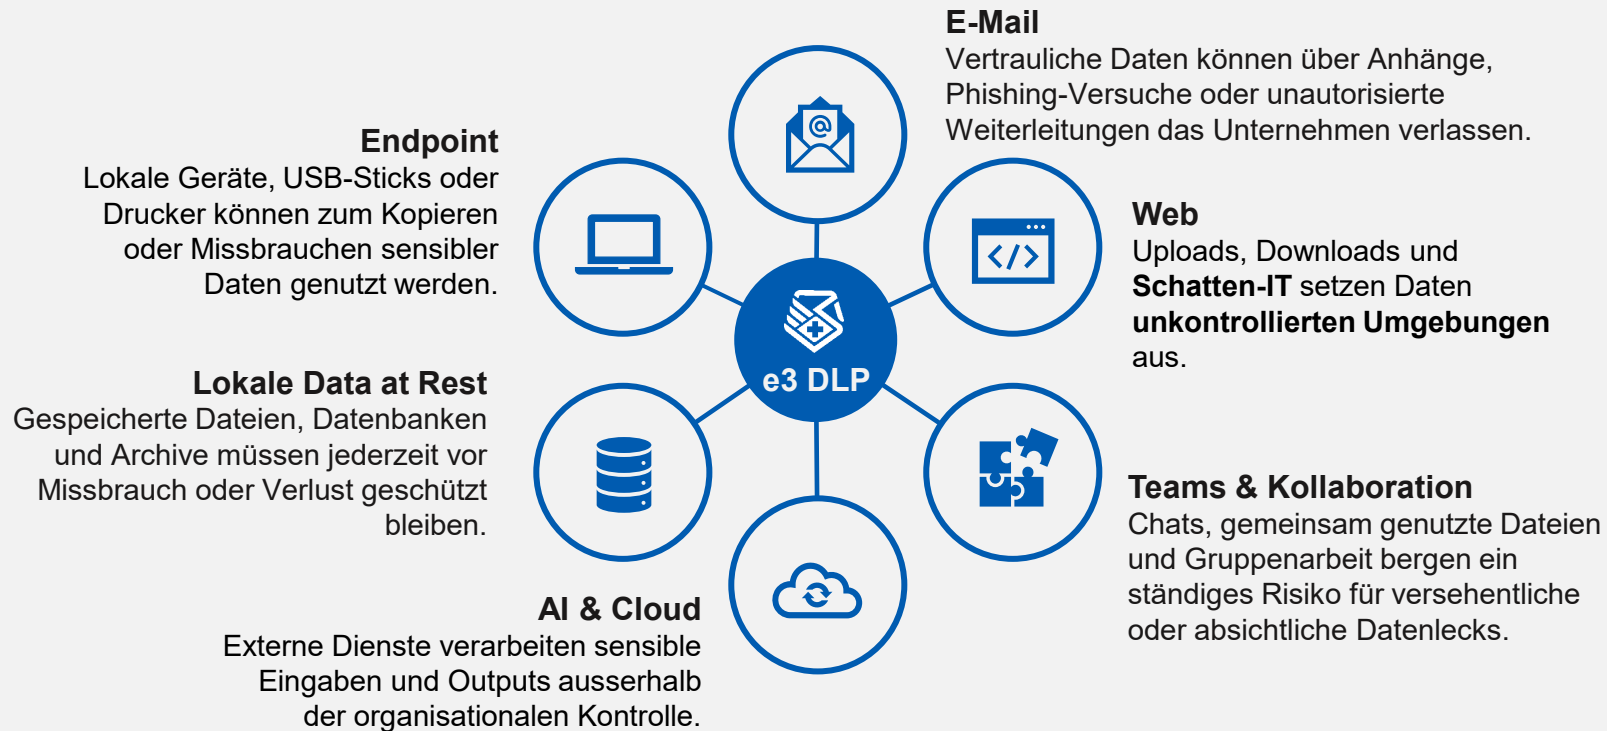 E-Mail
Vertrauliche Daten können über Anhänge,
Phishing-Versuche oder unautorisierte
Weiterleitungen das Unternehmen verlassen.
Endpoint
Lokale Geräte, USB-Sticks oder
Drucker können zum Kopieren
oder Missbrauchen sensibler
Daten genutzt werden.
Web
Uploads, Downloads und
Schatten-IT setzen Daten
unkontrollierten Umgebungen
aus.
e3 DLP
Lokale Data at Rest
Gespeicherte Dateien, Datenbanken
und Archive müssen jederzeit vor
Missbrauch oder Verlust geschützt
bleiben.
Teams & Kollaboration
Chats, gemeinsam genutzte Dateien
und Gruppenarbeit bergen ein
ständiges Risiko für versehentliche
oder absichtliche Datenlecks.
AI & Cloud
Externe Dienste verarbeiten sensible
Eingaben und Outputs ausserhalb
der organisationalen Kontrolle.